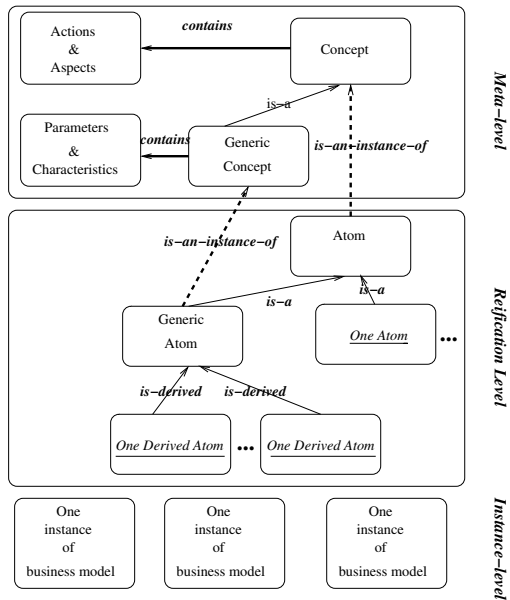 Actions
&
Aspects
contains
Concept
is-a
Parameters
&
Characteristics
contains
Generic
Concept
is-an-instance-of
Meta-level
is-an-instance-of
Atom
is-a
is-a
Generic
Atom
One Atom
...
is-derived
is-derived
One Derived Atom
...
One Derived Atom
Reification Level
One
instance
of
business model
One
instance
of
business model
One
instance
of
business model
Instance-level